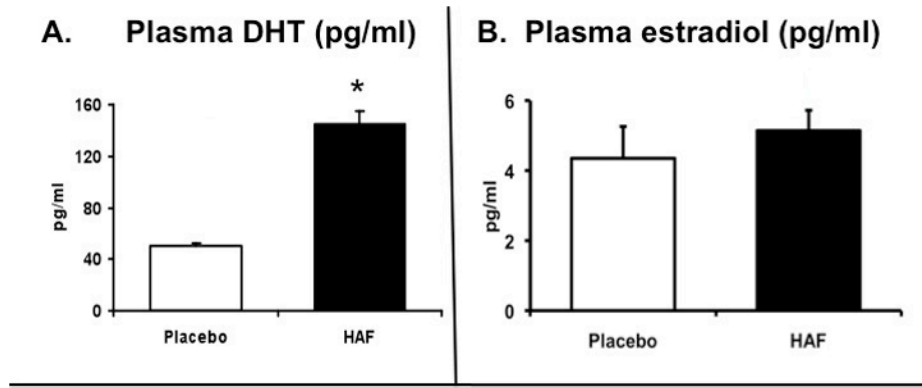 A. Plasma DHT (pg/ml)
*
160
120
80
40
0
pg/ml
Placebo HAF
B. Plasma estradiol (pg/ml)
6
4
2
0
pg/ml
Placebo HAF